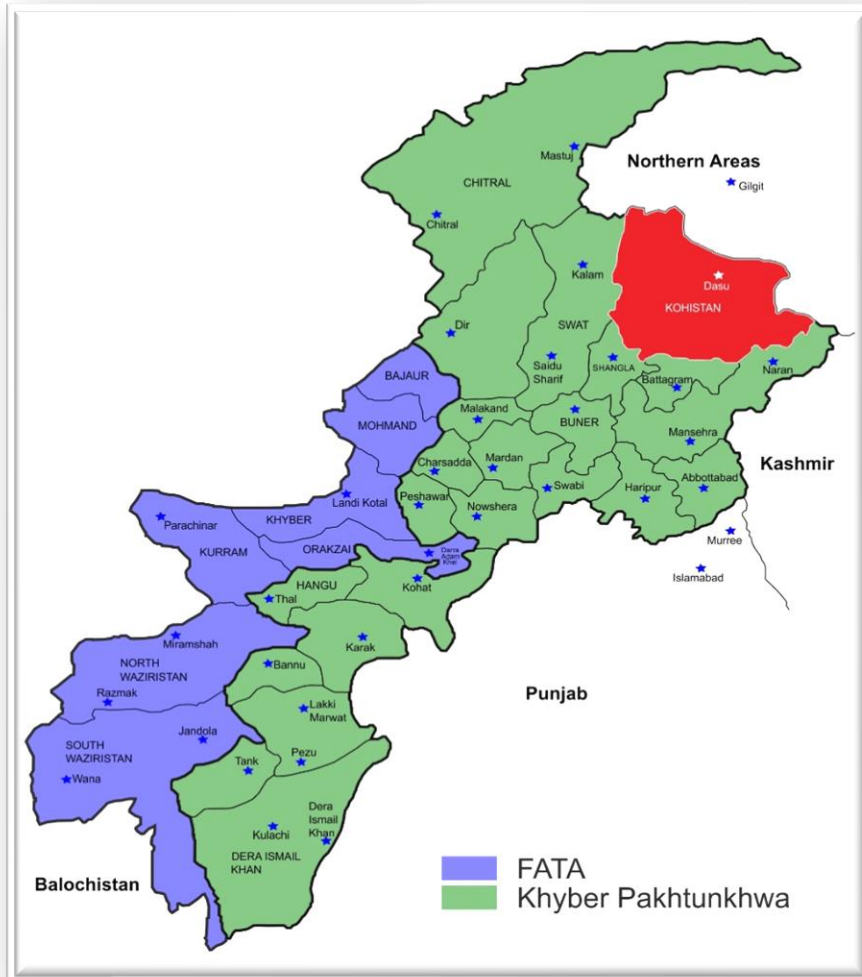 Mastuj
Northern Areas
Gilgit
CHITRAL
Chitral
Kalam
Dasu
KOHISTAN
Dir
SWAT
Saidu
Sharif
SHANGLA
Naran
BAJAUR
Battagram
Malakand
MOHMAND
BUNER
Mansehra
Kashmir
Charsadda
Mardan
Landi Kotal
Peshawar
Nowshera
Swabi
Haripur
Abbottabad
Parachinar
KHYBER
Murree
KURRAM
ORAKZAI
Darra
Adam
Khel
Islamabad
HANGU
Kohat
Thal
Miramshah
Karak
NORTH
WAZIRISTAN
Bannu
Razmak
Punjab
Lakki
Marwat
SOUTH
WAZIRISTAN
Jandola
Wana
Tank
Pezu
Dera
Ismail
Khan
Kulachi
DERA ISMAIL
KHAN
Balochistan
FATA
Khyber Pakhtunkhwa